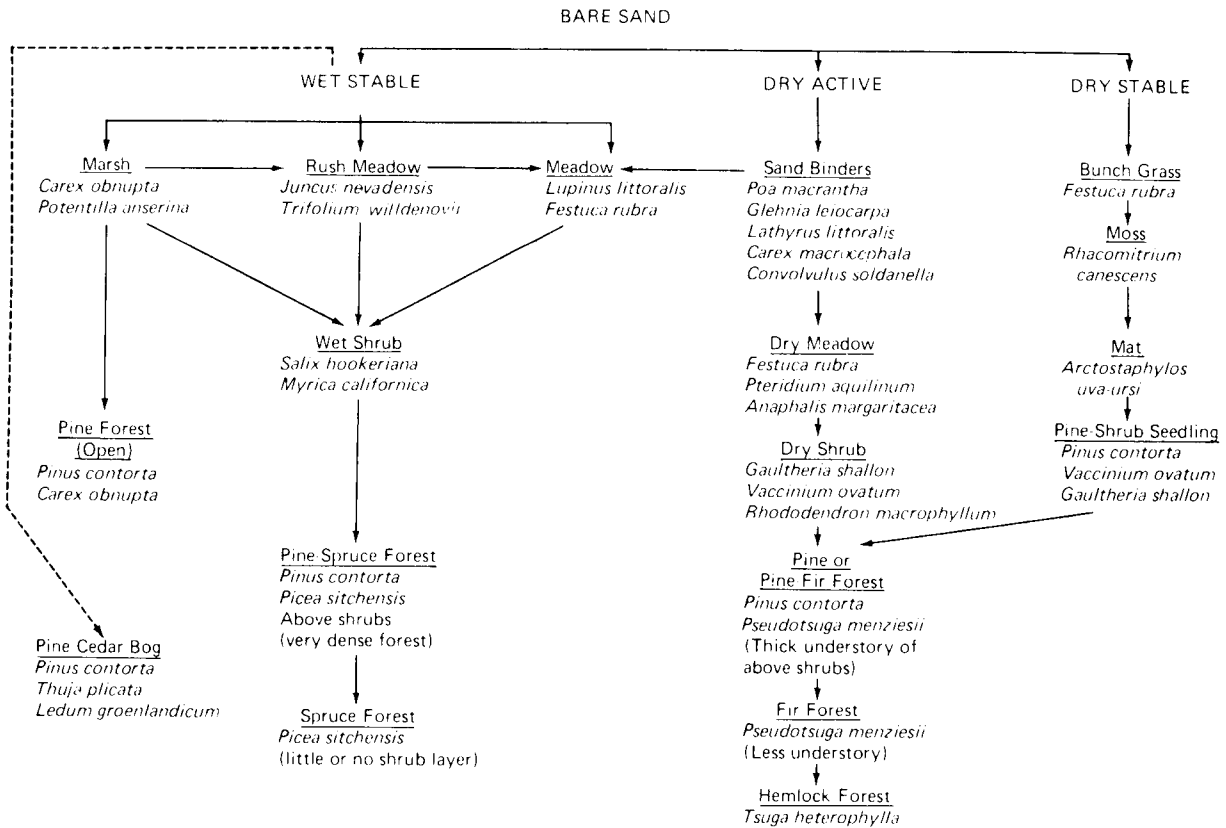 BARE SAND
WET STABLE
DRY ACTIVE
DRY STABLE
Marsh
Carex obnupta
Potentilla anserina
Rush Meadow
Juncus nevadensis
Trifolium willdenovii
Meadow
Lupinus littoralis
Festuca rubra
Sand Binders
Poa macrantha
Glehnia leiocarpa
Lathyrus littoralis
Carex macrocephala
Convolvulus soldanella
Bunch Grass
Festuca rubra
Moss
Rhacomitrium
canescens
Wet Shrub
Salix hookeriana
Myrica californica
Dry Meadow
Festuca rubra
Pteridium aquilinum
Anaphalis margaritacea
Mat
Arctostaphylos
uva-ursi
Pine Forest
(Open)
Pinus contorta
Carex obnupta
Dry Shrub
Gaultheria shallon
Vaccinium ovatum
Rhododendron macrophyllum
Pine-Shrub Seedling
Pinus contorta
Vaccinium ovatum
Gaultheria shallon
Pine-Spruce Forest
Pinus contorta
Picea sitchensis
Above shrubs
(very dense forest)
Pine or
Pine Fir Forest
Pinus contorta
Pseudotsuga menziesii
(Thick understory of
above shrubs)
Pine Cedar Bog
Pinus contorta
Thuja plicata
Ledum groenlandicum
Spruce Forest
Picea sitchensis
(little or no shrub layer)
Fir Forest
Pseudotsuga menziesii
(Less understory)
Hemlock Forest
Tsuga heterophylla